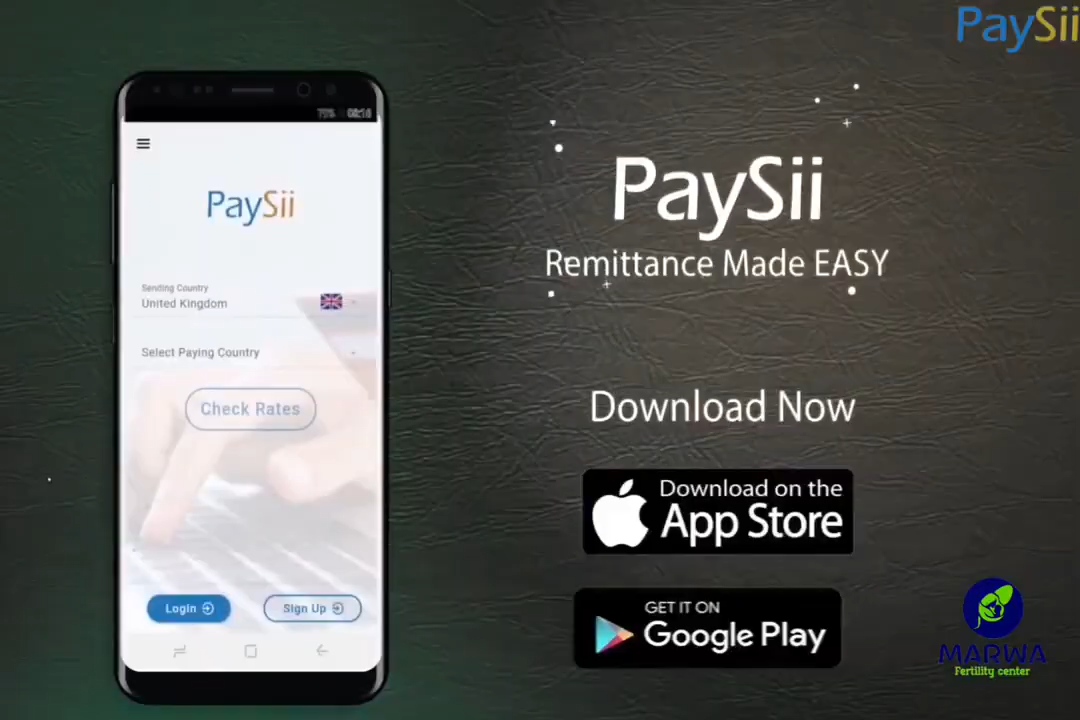 PaySii
PaySii
Sending Country
United Kingdom
Select Paying Country
Check Rates
Login
Sign Up
PaySii
Remittance Made EASY
Download Now
Download on the
App Store
GET IT ON
Google Play
MARWA
Fertility center